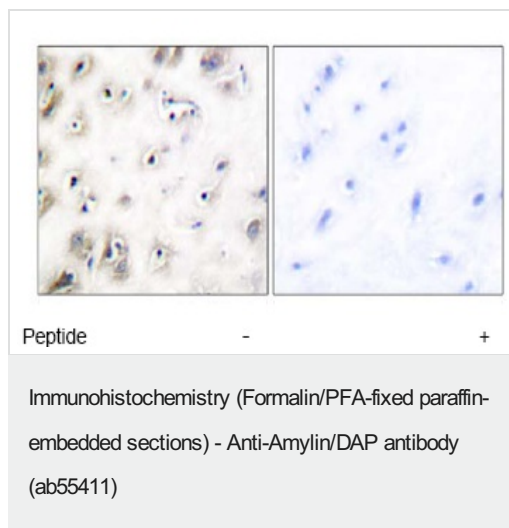 Peptide - +
Immunohistochemistry (Formalin/PFA-fixed paraffin-
embedded sections) - Anti-Amylin/DAP antibody
(ab55411)